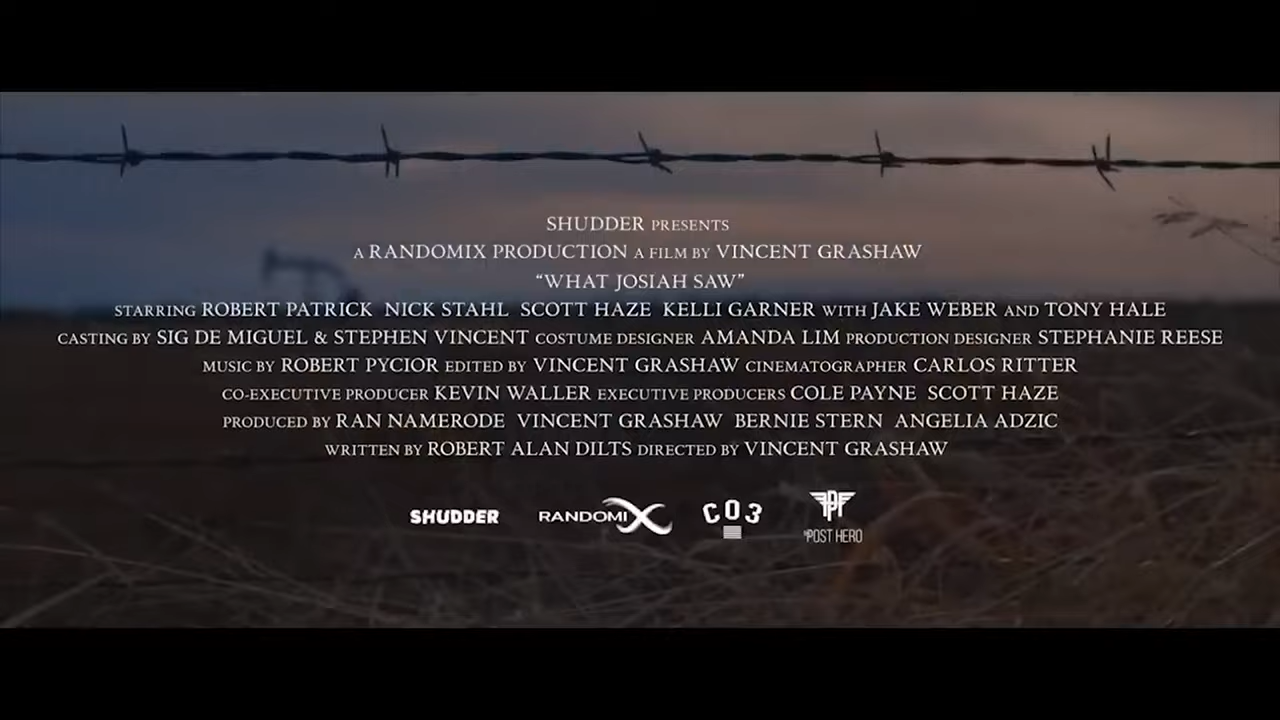 SHUDDER PRESENTS
A RANDOMIX PRODUCTION A FILM BY VINCENT GRASHAW
“WHAT JOSIAH SAW”
STARRING ROBERT PATRICK NICK STAHL SCOTT HAZE KELLI GARNER WITH JAKE WEBER AND TONY HALE
CASTING BY SIG DE MIGUEL & STEPHEN VINCENT COSTUME DESIGNER AMANDA LIM PRODUCTION DESIGNER STEPHANIE REESE
MUSIC BY ROBERT PYCIOR EDITED BY VINCENT GRASHAW CINEMATOGRAPHER CARLOS RITTER
CO-EXECUTIVE PRODUCER KEVIN WALLER EXECUTIVE PRODUCERS COLE PAYNE SCOTT HAZE
PRODUCED BY RAN NAMERODE VINCENT GRASHAW BERNIE STERN ANGELIA ADZIC
WRITTEN BY ROBERT ALAN DILTS DIRECTED BY VINCENT GRASHAW
SHUDDER RANDOMIX CO3 POST HERO